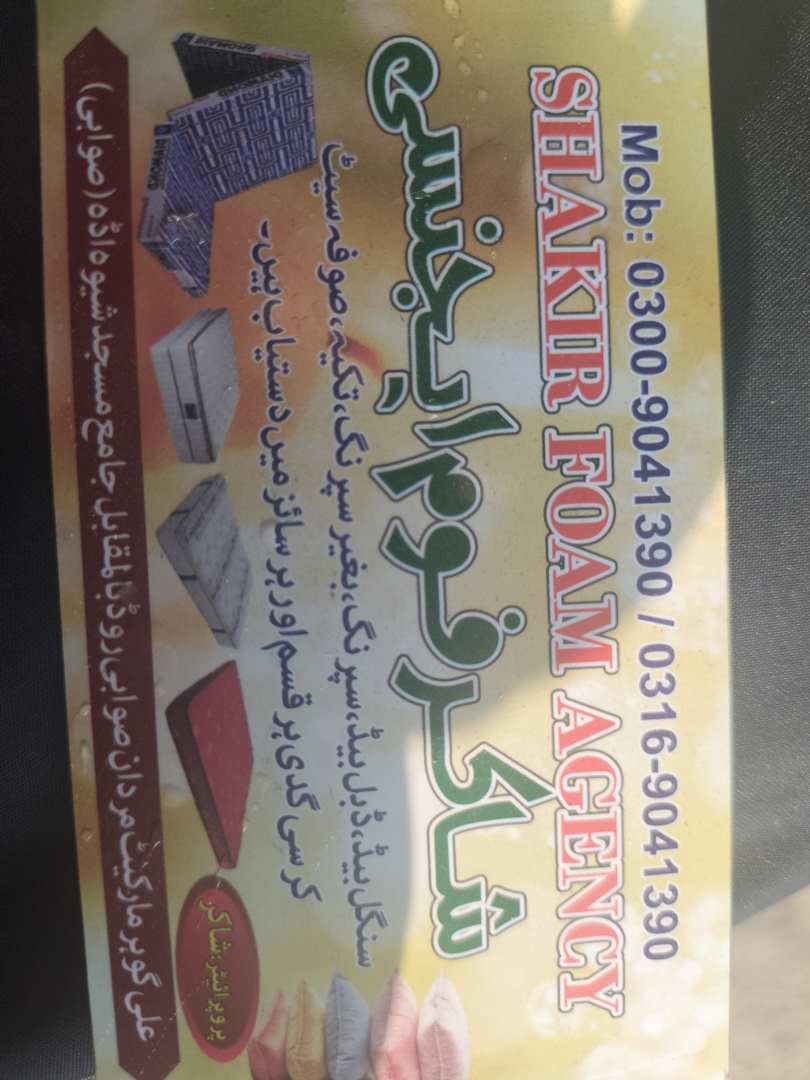 Mob: 0300-9041390 / 0316-9041390
SHAKIR FOAM AGENCY
شاکر فوم ایجنسی
سنگل بیڈ، ڈبل بیڈ، سپرنگ، بغیر سپرنگ، تکیہ، صوفہ سیٹ
کرسی گدی ہر قسم اور ہر سائز میں دستیاب ہیں۔
DIYMOND
پروپرائیٹر: شاکر
علی گوہر مارکیٹ مردان صوابی روڈ بالمقابل جامع مسجد شیوہ اڈہ (صوابی)